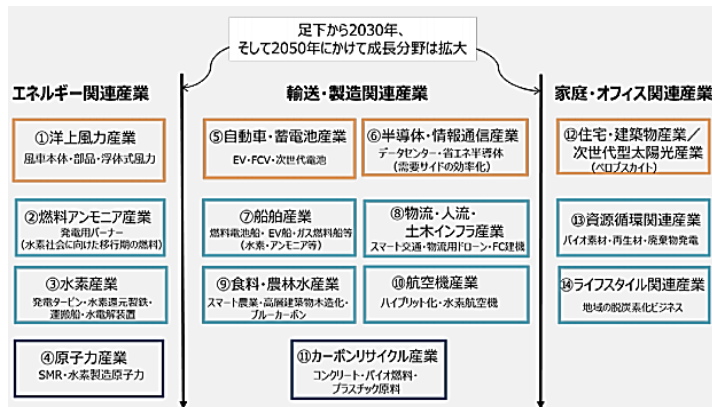 足下から2030年、
そして2050年にかけて成長分野は拡大
エネルギー関連産業
輸送・製造関連産業
家庭・オフィス関連産業
①洋上風力産業
風車本体・部品・浮体式風力
②燃料アンモニア産業
発電用バーナー
(水素社会に向けた移行期の燃料)
③水素産業
発電タービン・水素還元製鉄・
運搬船・水電解装置
④原子力産業
SMR・水素製造原子力
⑤自動車・蓄電池産業
EV・FCV・次世代電池
⑥半導体・情報通信産業
データセンター・省エネ半導体
(需要サイドの効率化)
⑦船舶産業
燃料電池船・EV船・ガス燃料船等
(水素・アンモニア等)
⑧物流・人流・
土木インフラ産業
スマート交通・物流用ドローン・FC建機
⑨食料・農林水産業
スマート農業・高層建築物木造化・
ブルーカーボン
⑩航空機産業
ハイブリット化・水素航空機
⑪カーボンリサイクル産業
コンクリート・バイオ燃料・
プラスチック原料
⑫住宅・建築物産業／
次世代型太陽光産業
(ペロブスカイト)
⑬資源循環関連産業
バイオ素材・再生材・廃棄物発電
⑭ライフスタイル関連産業
地域の脱炭素化ビジネス